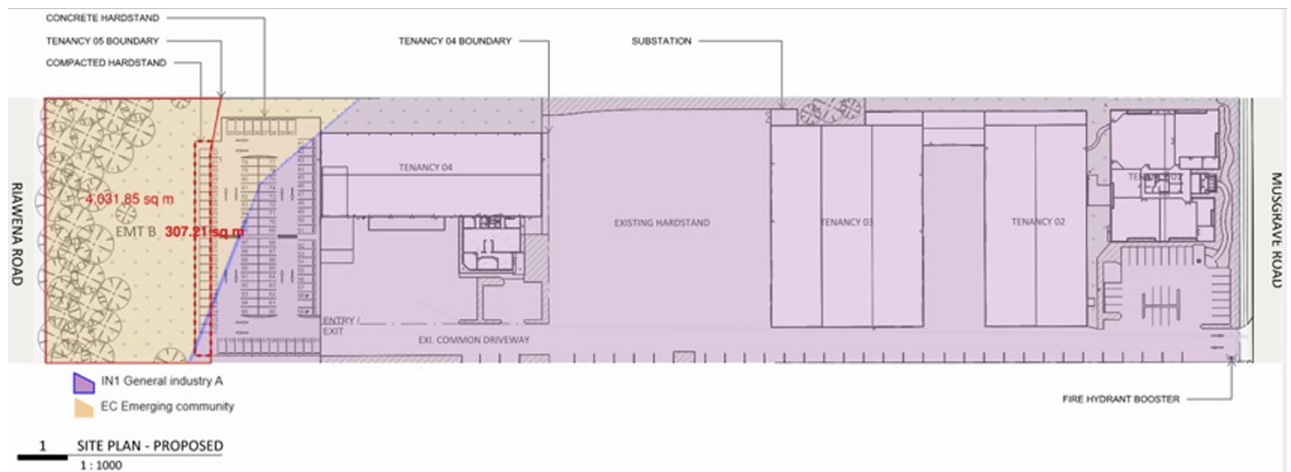 CONCRETE HARDSTAND
TENANCY 05 BOUNDARY
COMPACTED HARDSTAND
TENANCY 04 BOUNDARY
SUBSTATION
RIAWENA ROAD
4,031.85 sq m
EMT B 307.21 sq m
TENANCY 04
EXISTING HARDSTAND
TENANCY 03
TENANCY 02
MUSGRAVE ROAD
ENTRY /
EXIT
EXI. COMMON DRIVEWAY
IN1 General industry A
EC Emerging community
FIRE HYDRANT BOOSTER
1 SITE PLAN - PROPOSED
1 : 1000